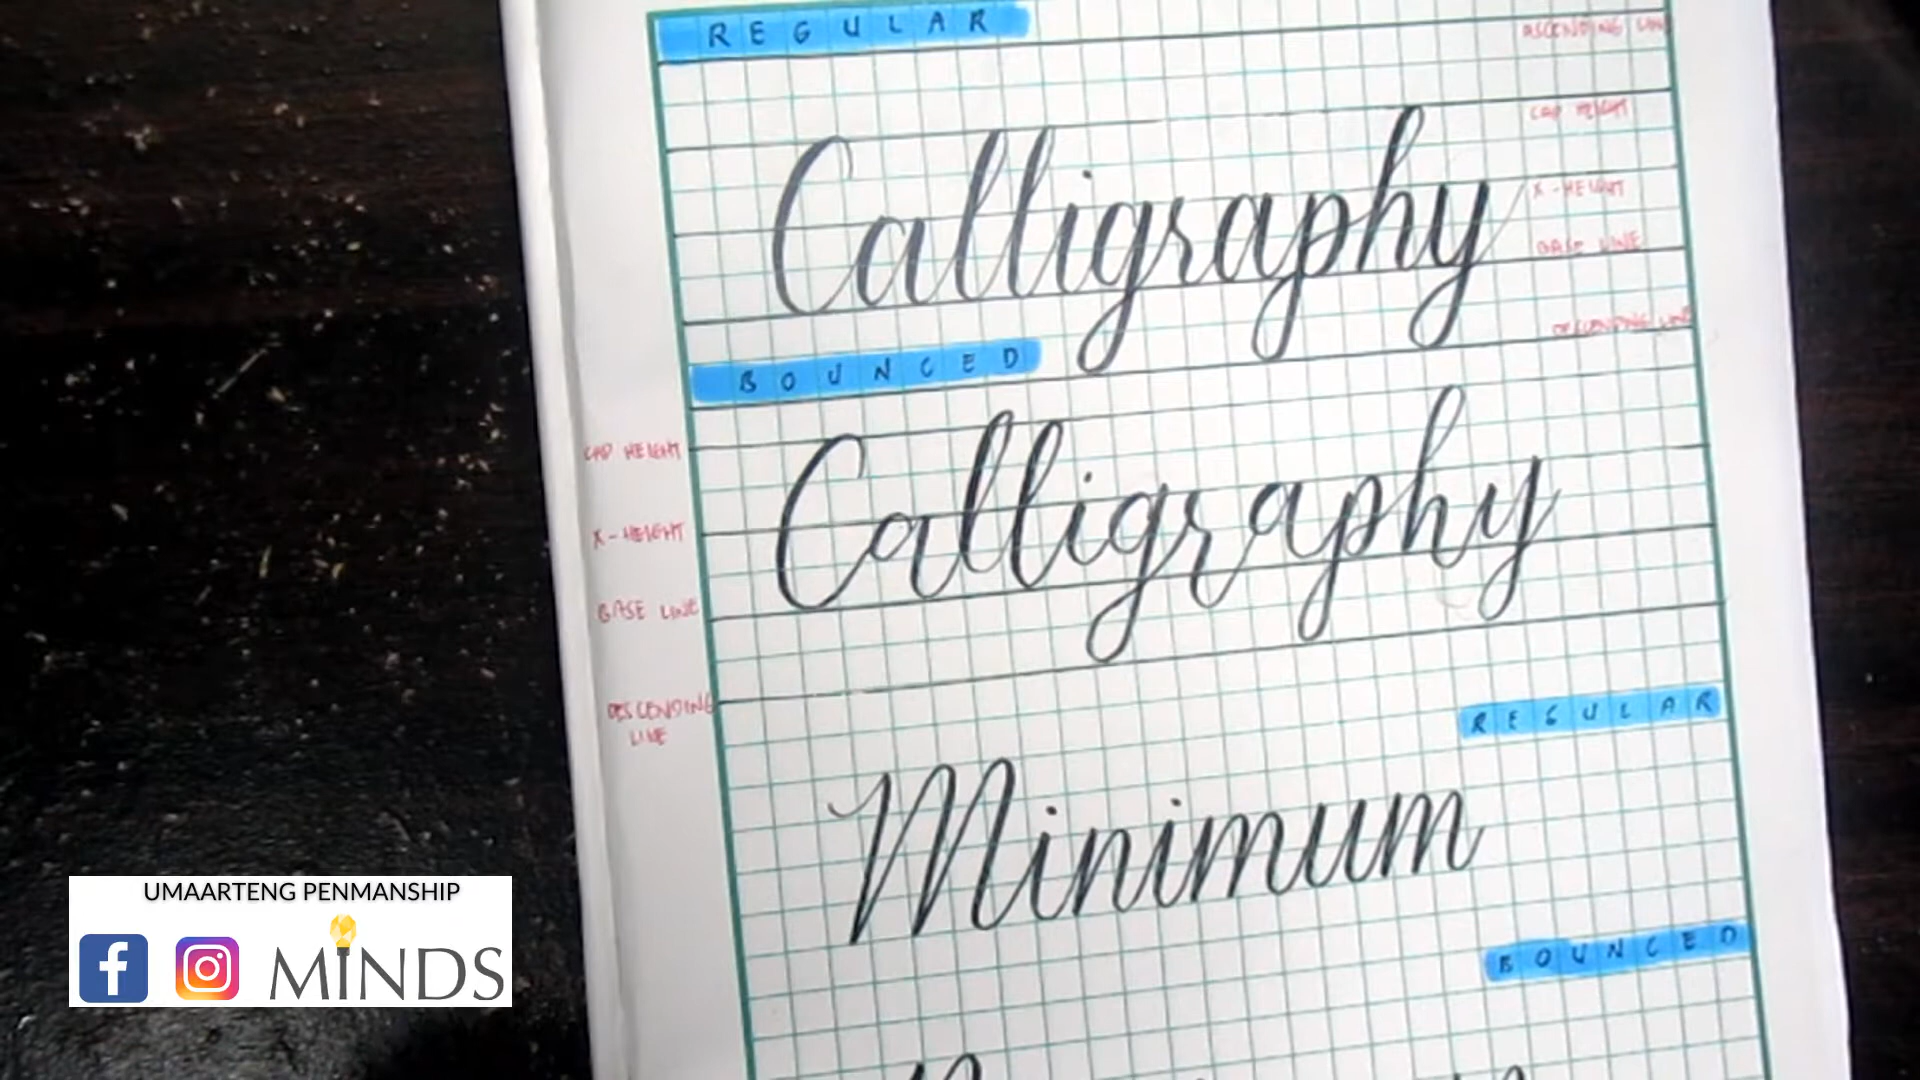 REGULAR
ASCENDING LINE
CAP HEIGHT
Calligraphy
X-HEIGHT
BASE LINE
DESCENDING LINE
BOUNCED
CAP HEIGHT
Calligraphy
X-HEIGHT
BASE LINE
DESCENDING
LINE
REGULAR
Minimum
BOUNCED
UMAARTENG PENMANSHIP
MINDS